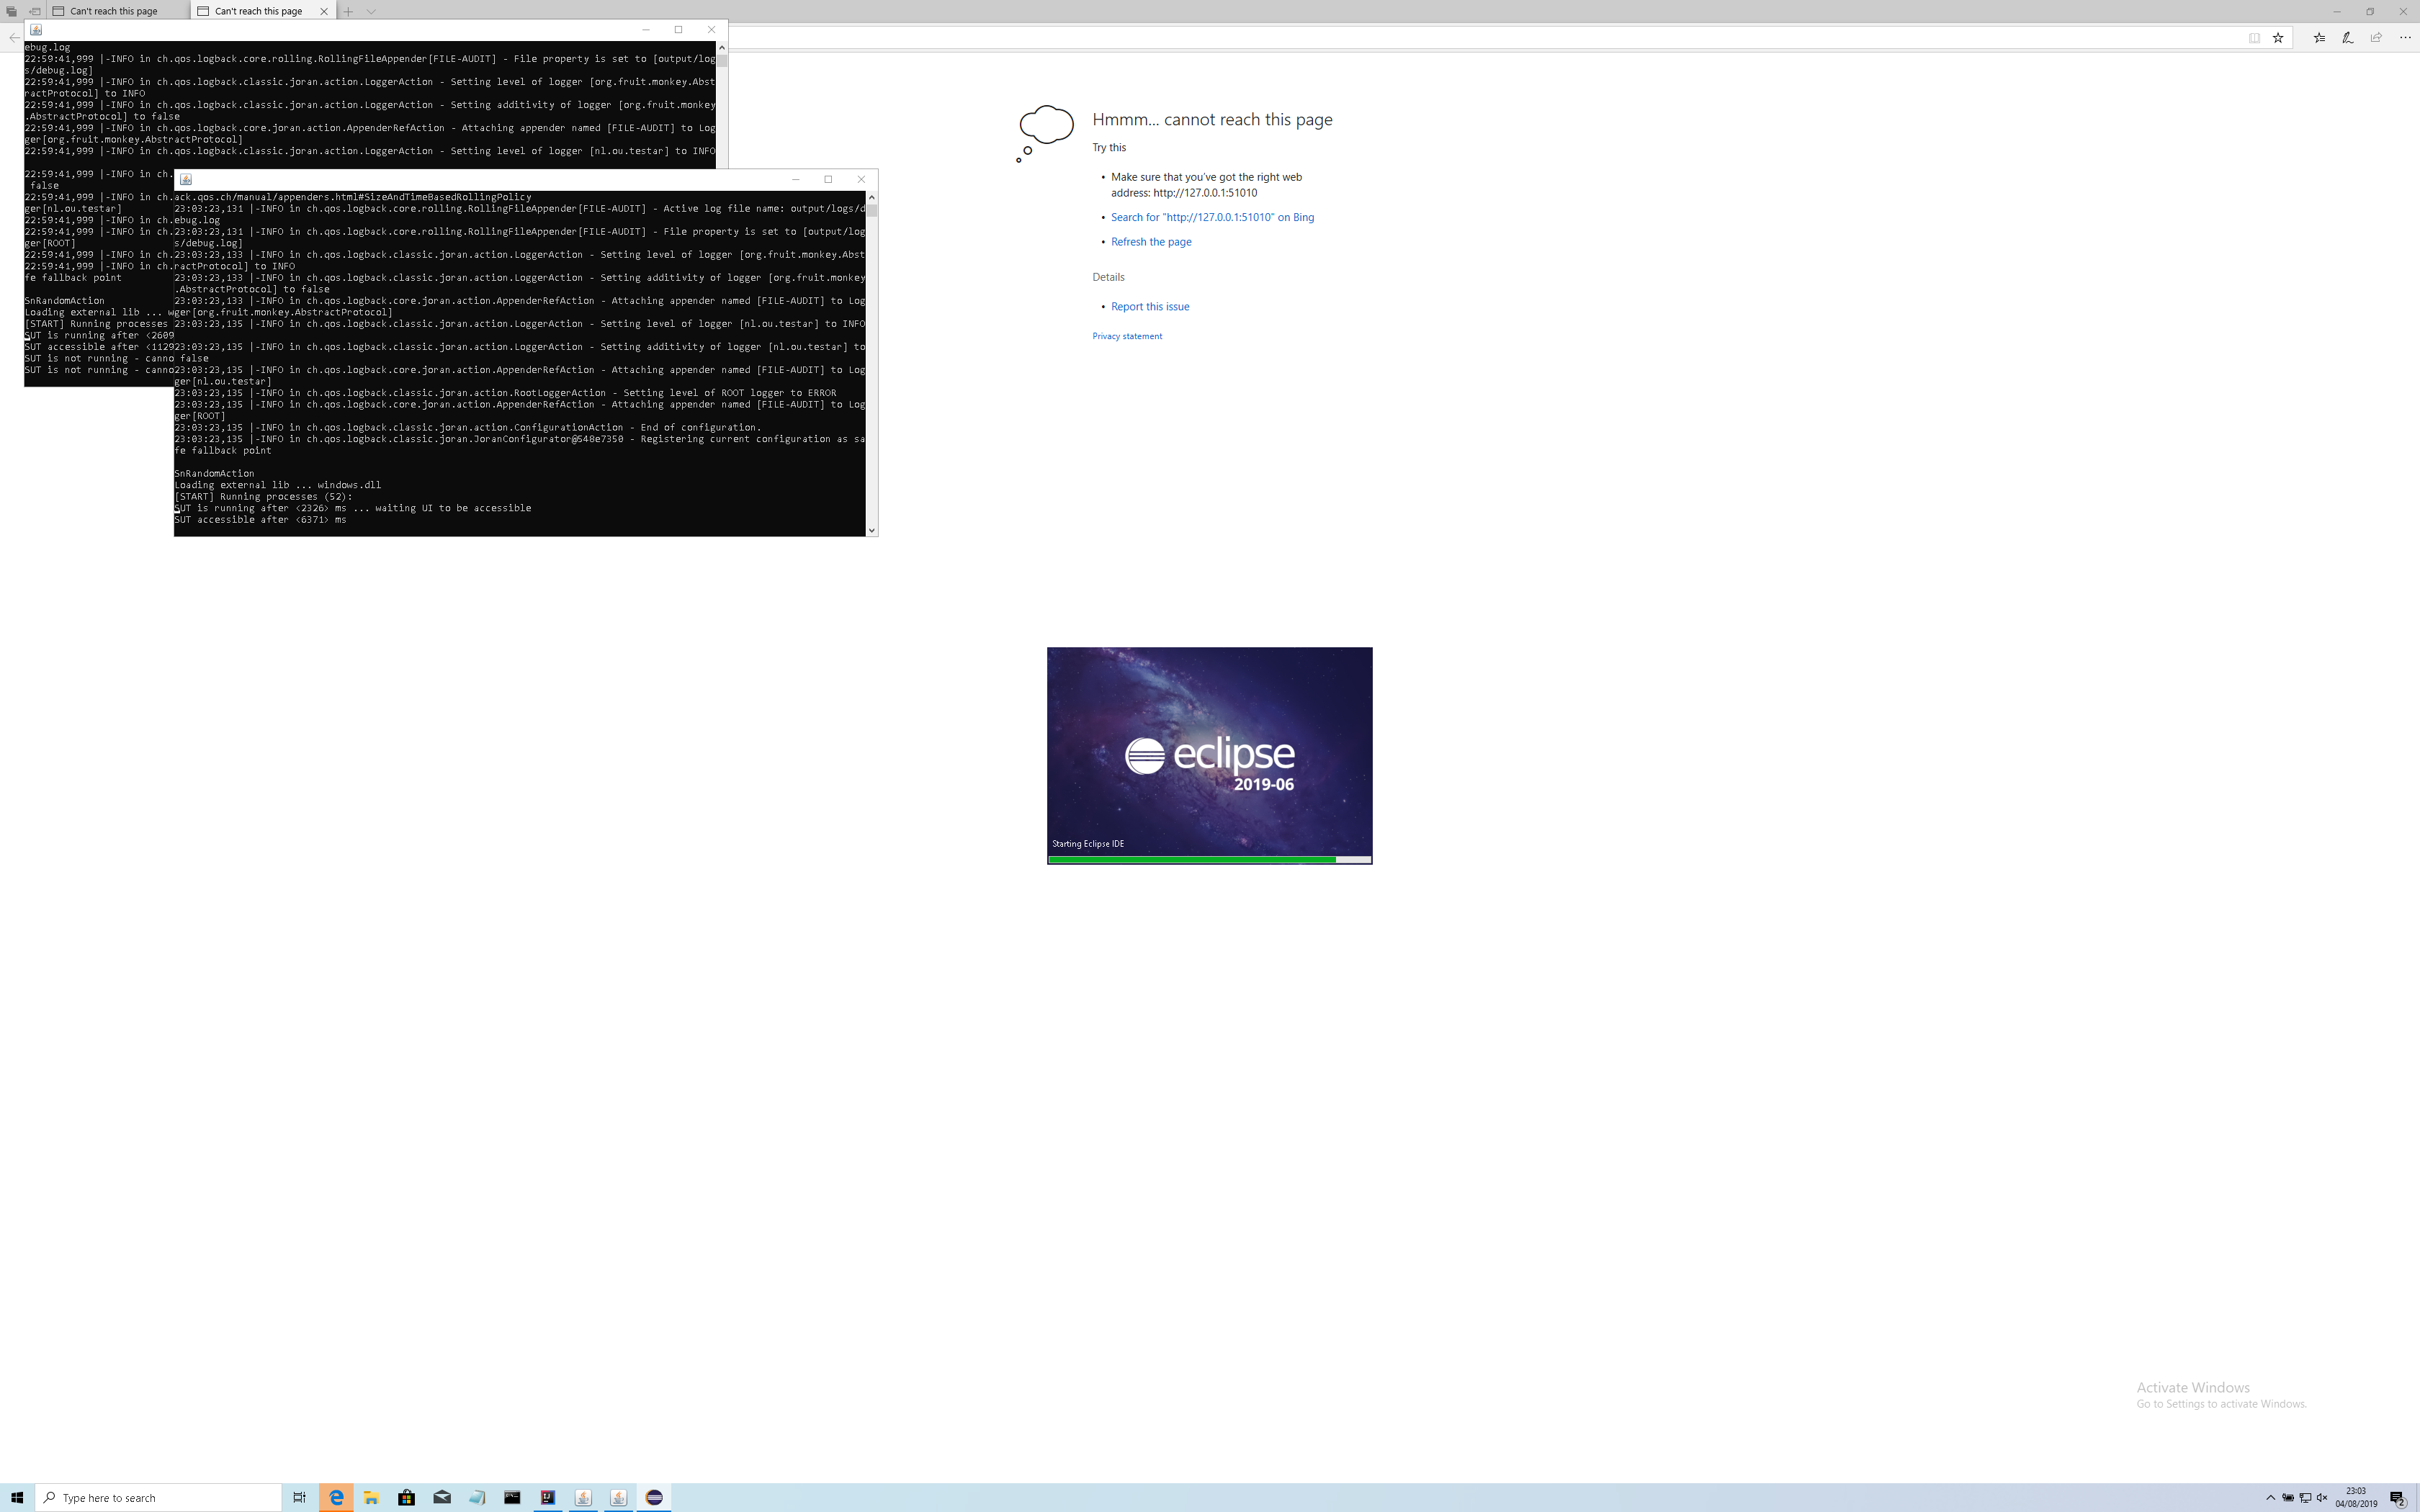 Can't reach this page
Can't reach this page
ebug.log
22:59:41,999 |-INFO in ch.qos.logback.core.rolling.RollingFileAppender[FILE-AUDIT] - File property is set to [output/log
s/debug.log]
22:59:41,999 |-INFO in ch.qos.logback.classic.joran.action.LoggerAction - Setting level of logger [org.fruit.monkey.Abst
ractProtocol] to INFO
22:59:41,999 |-INFO in ch.qos.logback.classic.joran.action.LoggerAction - Setting additivity of logger [org.fruit.monkey
.AbstractProtocol] to false
22:59:41,999 |-INFO in ch.qos.logback.core.joran.action.AppenderRefAction - Attaching appender named [FILE-AUDIT] to Log
ger[org.fruit.monkey.AbstractProtocol]
22:59:41,999 |-INFO in ch.qos.logback.classic.joran.action.LoggerAction - Setting level of logger [nl.ou.testar] to INFO
22:59:41,999 |-INFO in ch.
false
22:59:41,999 |-INFO in ch.
ger[nl.ou.testar]
22:59:41,999 |-INFO in ch.
22:59:41,999 |-INFO in ch.
ger[ROOT]
22:59:41,999 |-INFO in ch.
22:59:41,999 |-INFO in ch.
fe fallback point
SnRandomAction
Loading external lib ... w
[START] Running processes
SUT is running after <2609
SUT accessible after <1129
SUT is not running - canno
SUT is not running - canno
ack.qos.ch/manual/appenders.html#SizeAndTimeBasedRollingPolicy
23:03:23,131 |-INFO in ch.qos.logback.core.rolling.RollingFileAppender[FILE-AUDIT] - Active log file name: output/logs/d
ebug.log
23:03:23,131 |-INFO in ch.qos.logback.core.rolling.RollingFileAppender[FILE-AUDIT] - File property is set to [output/log
s/debug.log]
23:03:23,133 |-INFO in ch.qos.logback.classic.joran.action.LoggerAction - Setting level of logger [org.fruit.monkey.Abst
ractProtocol] to INFO
23:03:23,133 |-INFO in ch.qos.logback.classic.joran.action.LoggerAction - Setting additivity of logger [org.fruit.monkey
.AbstractProtocol] to false
23:03:23,133 |-INFO in ch.qos.logback.core.joran.action.AppenderRefAction - Attaching appender named [FILE-AUDIT] to Log
ger[org.fruit.monkey.AbstractProtocol]
23:03:23,135 |-INFO in ch.qos.logback.classic.joran.action.LoggerAction - Setting level of logger [nl.ou.testar] to INFO
23:03:23,135 |-INFO in ch.qos.logback.classic.joran.action.LoggerAction - Setting additivity of logger [nl.ou.testar] to
false
23:03:23,135 |-INFO in ch.qos.logback.core.joran.action.AppenderRefAction - Attaching appender named [FILE-AUDIT] to Log
ger[nl.ou.testar]
23:03:23,135 |-INFO in ch.qos.logback.classic.joran.action.RootLoggerAction - Setting level of ROOT logger to ERROR
23:03:23,135 |-INFO in ch.qos.logback.core.joran.action.AppenderRefAction - Attaching appender named [FILE-AUDIT] to Log
ger[ROOT]
23:03:23,135 |-INFO in ch.qos.logback.classic.joran.action.ConfigurationAction - End of configuration.
23:03:23,135 |-INFO in ch.qos.logback.classic.joran.JoranConfigurator@548e7350 - Registering current configuration as sa
fe fallback point
SnRandomAction
Loading external lib ... windows.dll
[START] Running processes (52):
SUT is running after <2326> ms ... waiting UI to be accessible
SUT accessible after <6371> ms
Hmmm... cannot reach this page
Try this
• Make sure that you've got the right web
address: http://127.0.0.1:51010
• Search for "http://127.0.0.1:51010" on Bing
• Refresh the page
Details
• Report this issue
Privacy statement
eclipse
2019-06
Starting Eclipse IDE
Activate Windows
Go to Settings to activate Windows.
Type here to search
23:03
04/08/2019
2